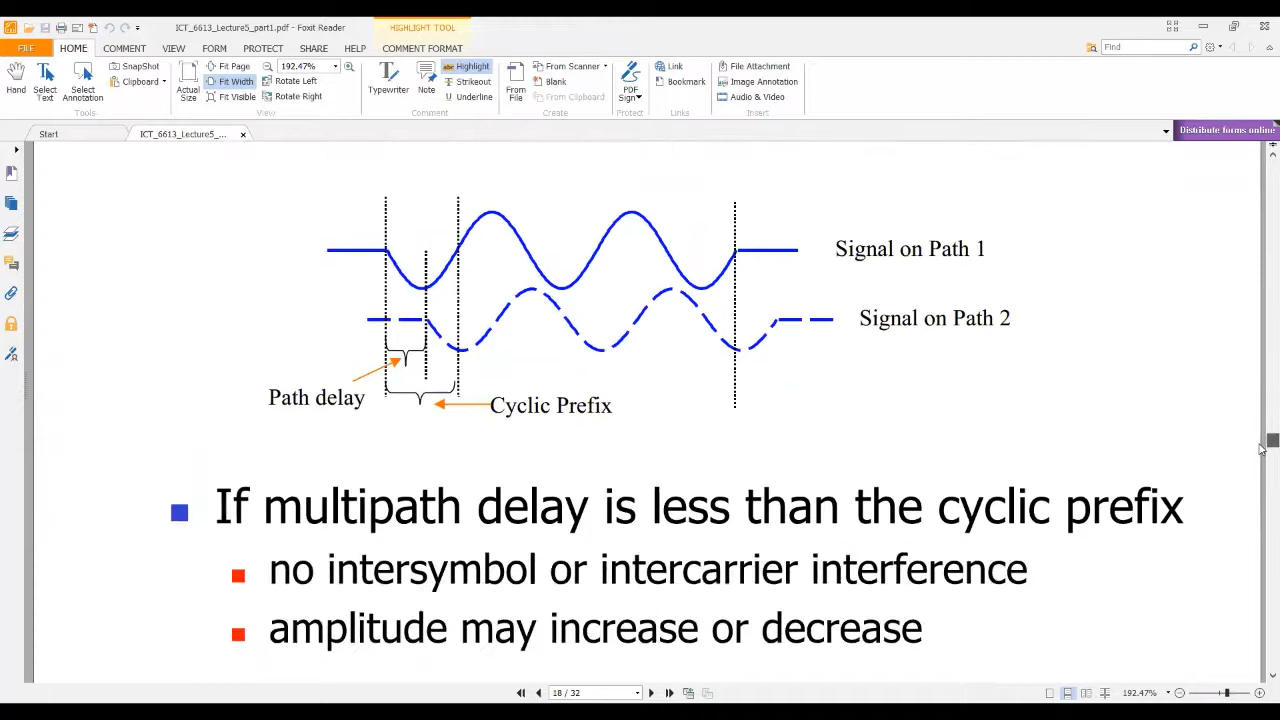 ICT_6613_Lecture5_part1.pdf - Foxit Reader
HIGHLIGHT TOOL
FILE HOME COMMENT VIEW FORM PROTECT SHARE HELP COMMENT FORMAT
Find
SnapShot
Clipboard
Hand
Select Text
Select Annotation
Tools
Actual Size
Fit Page
Fit Width
Fit Visible
192.47%
Rotate Left
Rotate Right
View
Typewriter
Note
Highlight
Strikeout
Underline
Comment
From File
From Scanner
Blank
From Clipboard
Create
PDF Sign
Protect
Link
Bookmark
Links
File Attachment
Image Annotation
Audio & Video
Insert
Start
ICT_6613_Lecture5_...
Distribute forms online
Signal on Path 1
Signal on Path 2
Path delay
Cyclic Prefix
If multipath delay is less than the cyclic prefix
no intersymbol or intercarrier interference
amplitude may increase or decrease
18 / 32
192.47%